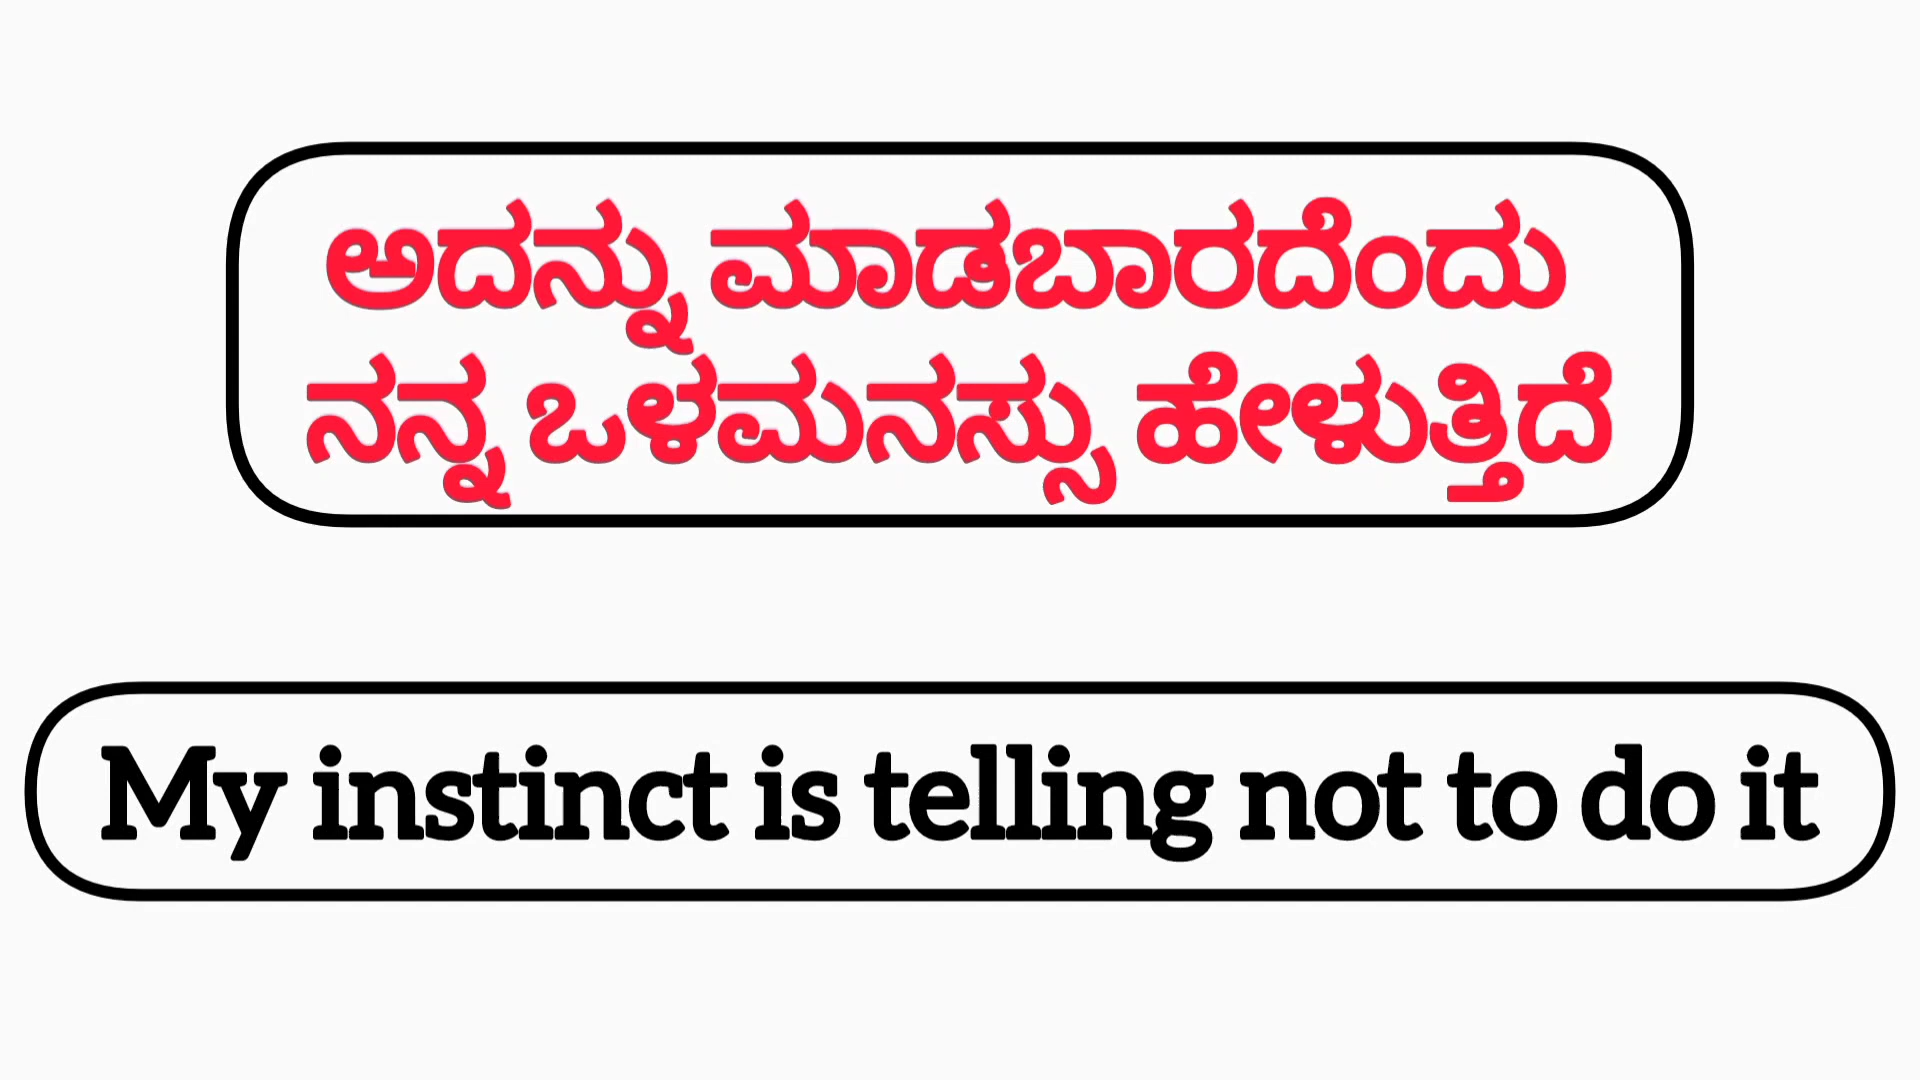 ಅದನ್ನು ಮಾಡಬಾರದೆಂದು
ನನ್ನ ಒಳಮನಸ್ಸು ಹೇಳುತ್ತಿದೆ
My instinct is telling not to do it